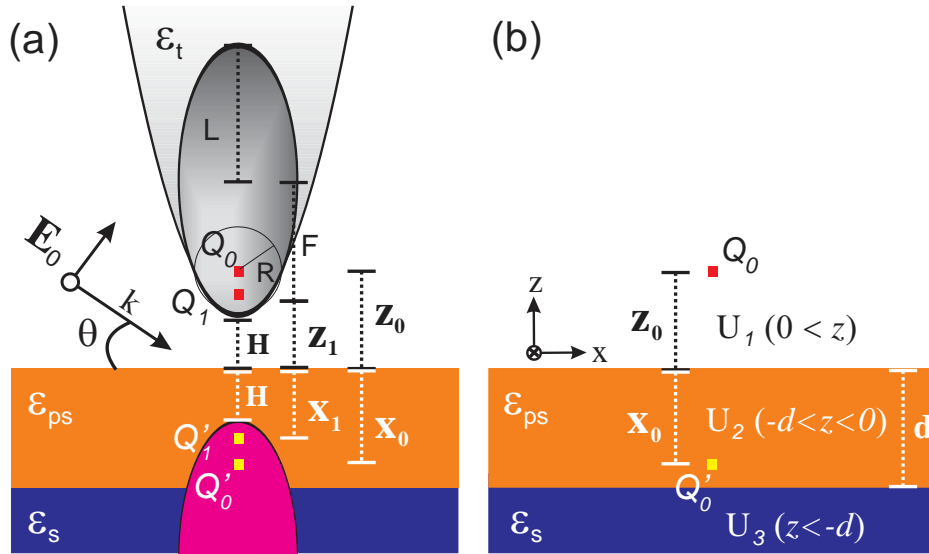 (a)
εt
L
E0
k
θ
Q0
R
F
Q1
H
z1
z0
εps
H
x1
x0
Q'1
Q'0
εs
(b)
Q0
z
x
z0
U1 (0 < z)
εps
x0
U2 (-d<z<0)
d
Q'0
εs
U3 (z<-d)